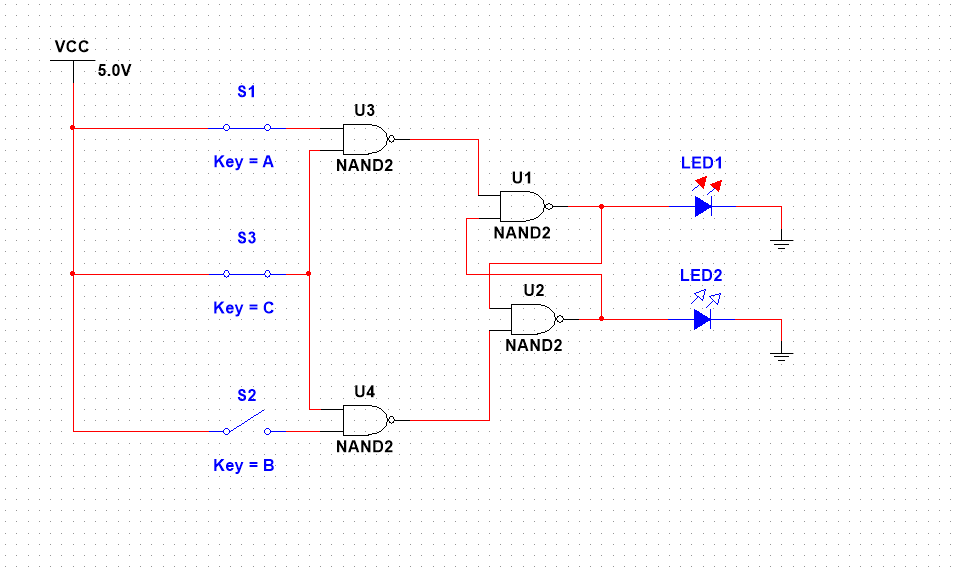 VCC
5.0V
S1
Key = A
U3
NAND2
U1
NAND2
LED1
S3
Key = C
LED2
U2
NAND2
S2
Key = B
U4
NAND2